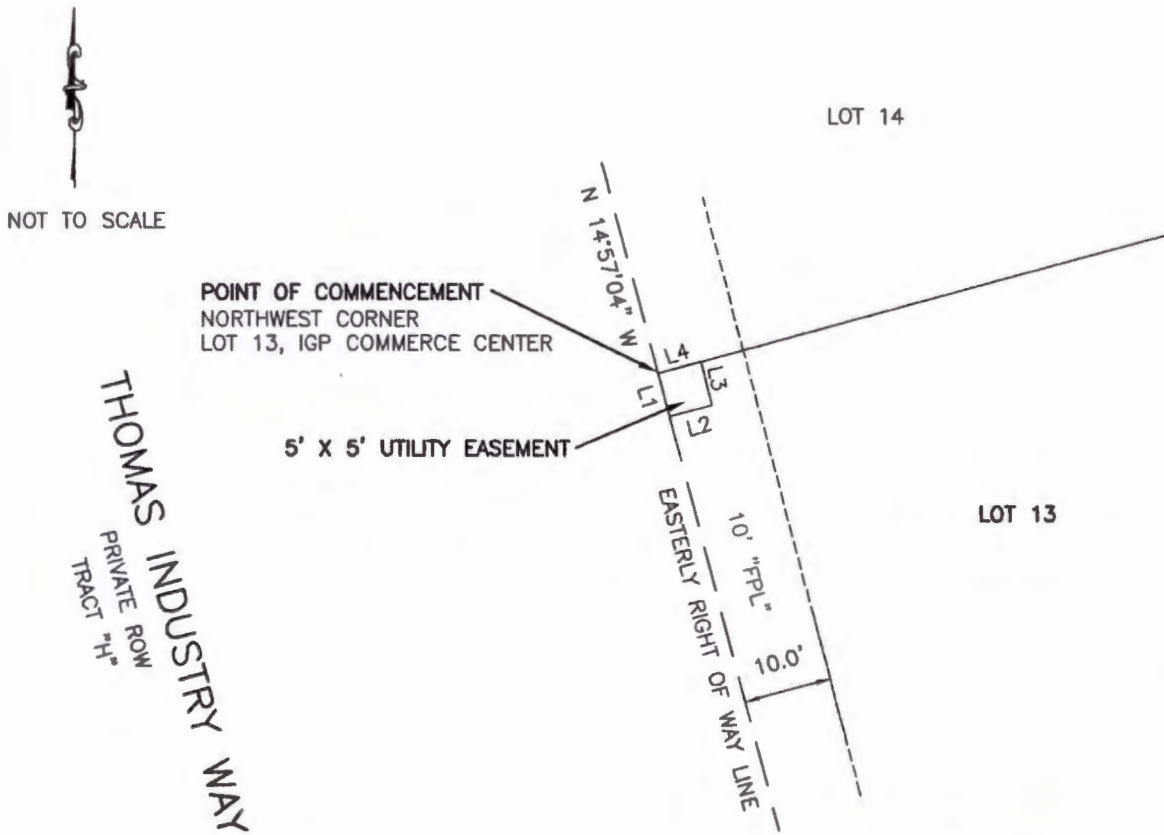 NOT TO SCALE
LOT 14
N 14°57'04" W
POINT OF COMMENCEMENT
NORTHWEST CORNER
LOT 13, IGP COMMERCE CENTER
L4
L3
L1
L2
5' X 5' UTILITY EASEMENT
THOMAS INDUSTRY WAY
PRIVATE ROW
TRACT "H"
EASTERLY RIGHT OF WAY LINE
10' "FPL"
10.0'
LOT 13